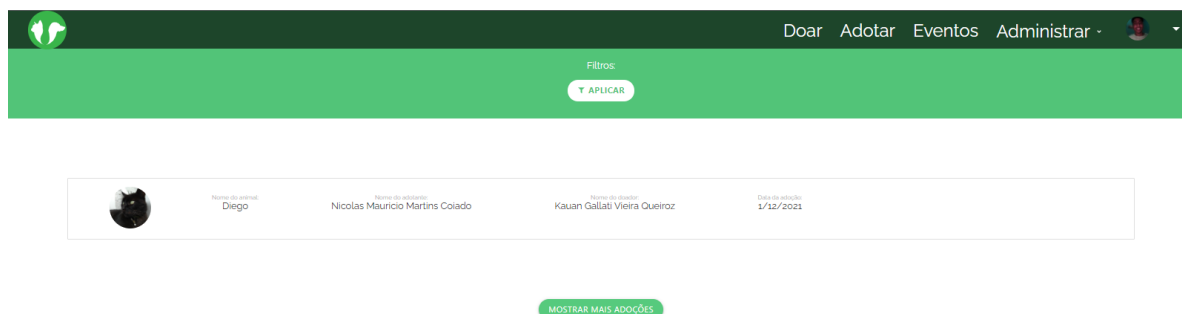 Doar Adotar Eventos Administrar
Filtros:
APLICAR
Nome do animal: Nome do adotante: Nome do doador: Data da adoção:
Diego Nicolas Mauricio Martins Coiado Kauan Gallati Vieira Queiroz 1/12/2021
MOSTRAR MAIS ADOÇÕES